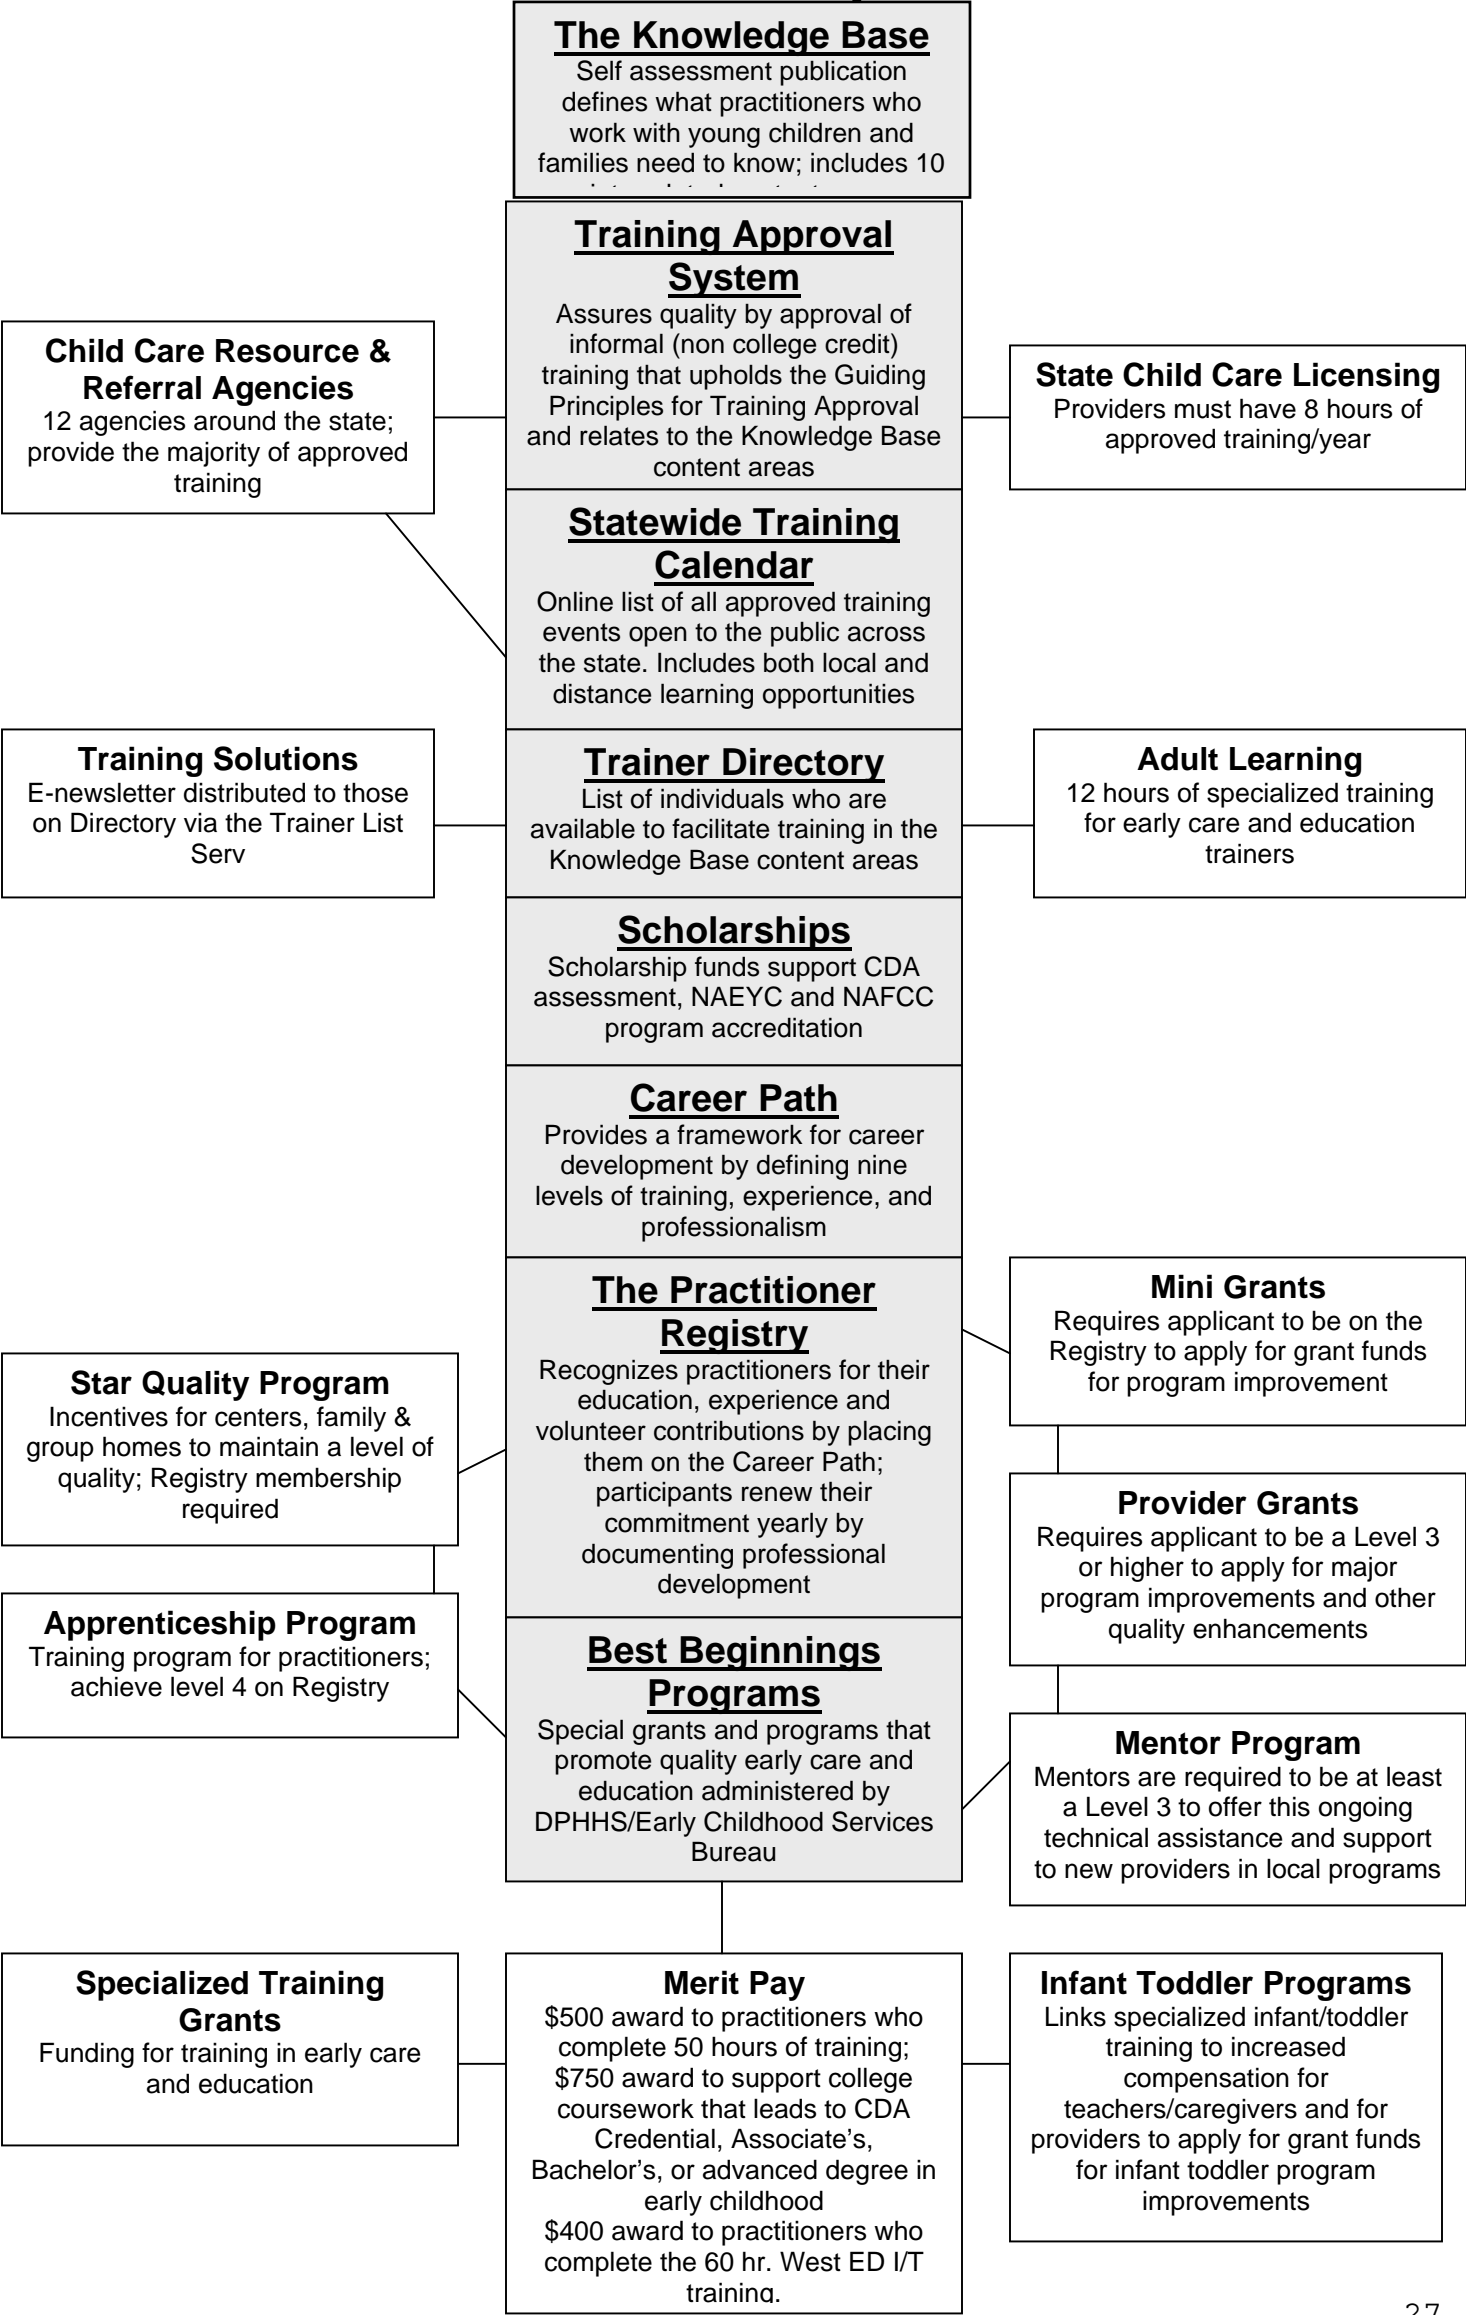 The Knowledge Base
Self assessment publication
defines what practitioners who
work with young children and
families need to know; includes 10
Training Approval
System
Assures quality by approval of
informal (non college credit)
training that upholds the Guiding
Principles for Training Approval
and relates to the Knowledge Base
content areas
Child Care Resource &
Referral Agencies
12 agencies around the state;
provide the majority of approved
training
State Child Care Licensing
Providers must have 8 hours of
approved training/year
Statewide Training
Calendar
Online list of all approved training
events open to the public across
the state. Includes both local and
distance learning opportunities
Training Solutions
E-newsletter distributed to those
on Directory via the Trainer List
Serv
Trainer Directory
List of individuals who are
available to facilitate training in the
Knowledge Base content areas
Adult Learning
12 hours of specialized training
for early care and education
trainers
Scholarships
Scholarship funds support CDA
assessment, NAEYC and NAFCC
program accreditation
Career Path
Provides a framework for career
development by defining nine
levels of training, experience, and
professionalism
The Practitioner
Registry
Recognizes practitioners for their
education, experience and
volunteer contributions by placing
them on the Career Path;
participants renew their
commitment yearly by
documenting professional
development
Mini Grants
Requires applicant to be on the
Registry to apply for grant funds
for program improvement
Star Quality Program
Incentives for centers, family &
group homes to maintain a level of
quality; Registry membership
required
Provider Grants
Requires applicant to be a Level 3
or higher to apply for major
program improvements and other
quality enhancements
Apprenticeship Program
Training program for practitioners;
achieve level 4 on Registry
Best Beginnings
Programs
Special grants and programs that
promote quality early care and
education administered by
DPHHS/Early Childhood Services
Bureau
Mentor Program
Mentors are required to be at least
a Level 3 to offer this ongoing
technical assistance and support
to new providers in local programs
Specialized Training
Grants
Funding for training in early care
and education
Merit Pay
$500 award to practitioners who
complete 50 hours of training;
$750 award to support college
coursework that leads to CDA
Credential, Associate’s,
Bachelor’s, or advanced degree in
early childhood
$400 award to practitioners who
complete the 60 hr. West ED I/T
training.
Infant Toddler Programs
Links specialized infant/toddler
training to increased
compensation for
teachers/caregivers and for
providers to apply for grant funds
for infant toddler program
improvements
27